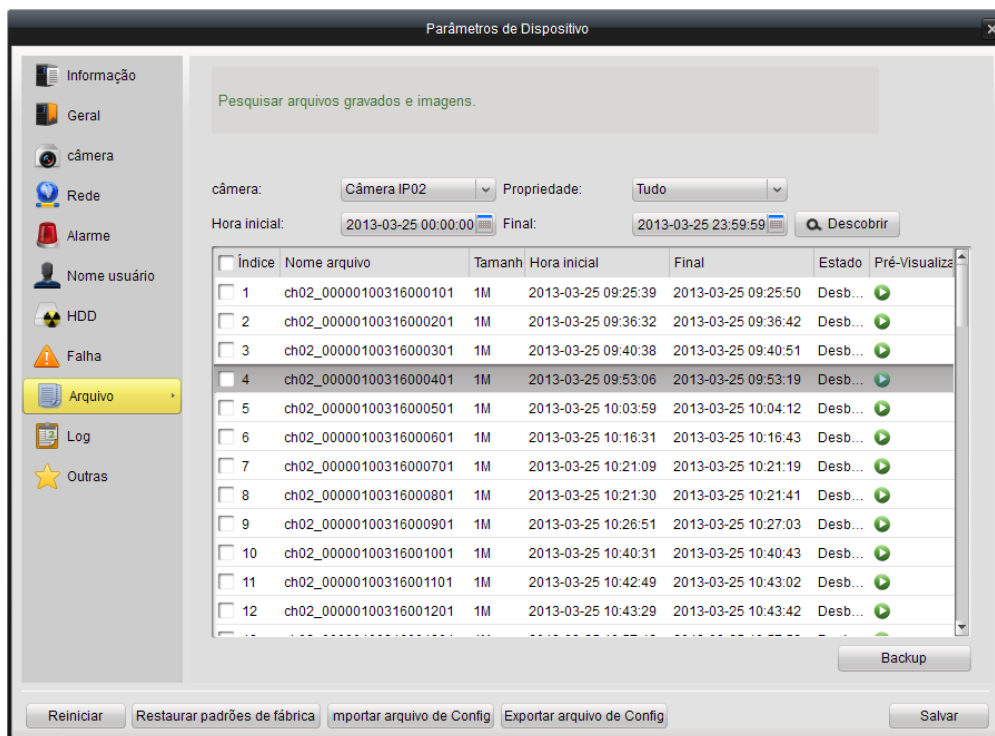 Parâmetros de Dispositivo
Informação
Geral
câmera
Rede
Alarme
Nome usuário
HDD
Falha
Arquivo
Log
Outras
Pesquisar arquivos gravados e imagens.
câmera: Câmera IP02 Propriedade: Tudo
Hora inicial: 2013-03-25 00:00:00 Final: 2013-03-25 23:59:59 Descobrir
Índice Nome arquivo Tamanh Hora inicial Final Estado Pré-Visualiza
1 ch02_00000100316000101 1M 2013-03-25 09:25:39 2013-03-25 09:25:50 Desb...
2 ch02_00000100316000201 1M 2013-03-25 09:36:32 2013-03-25 09:36:42 Desb...
3 ch02_00000100316000301 1M 2013-03-25 09:40:38 2013-03-25 09:40:51 Desb...
4 ch02_00000100316000401 1M 2013-03-25 09:53:06 2013-03-25 09:53:19 Desb...
5 ch02_00000100316000501 1M 2013-03-25 10:03:59 2013-03-25 10:04:12 Desb...
6 ch02_00000100316000601 1M 2013-03-25 10:16:31 2013-03-25 10:16:43 Desb...
7 ch02_00000100316000701 1M 2013-03-25 10:21:09 2013-03-25 10:21:19 Desb...
8 ch02_00000100316000801 1M 2013-03-25 10:21:30 2013-03-25 10:21:41 Desb...
9 ch02_00000100316000901 1M 2013-03-25 10:26:51 2013-03-25 10:27:03 Desb...
10 ch02_00000100316001001 1M 2013-03-25 10:40:31 2013-03-25 10:40:43 Desb...
11 ch02_00000100316001101 1M 2013-03-25 10:42:49 2013-03-25 10:43:02 Desb...
12 ch02_00000100316001201 1M 2013-03-25 10:43:29 2013-03-25 10:43:42 Desb...
Backup
Reiniciar Restaurar padrões de fábrica mportar arquivo de Config Exportar arquivo de Config Salvar